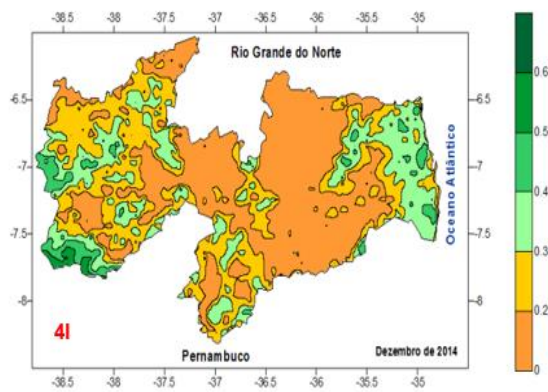 -38.5 -38 -37.5 -37 -36.5 -36 -35.5 -35
Rio Grande do Norte
-6.5 -6.5
-7 -7
-7.5 -7.5
-8 -8
Oceano Atlântico
0.6
0.5
0.4
0.3
0.2
0
4I
Pernambuco
Dezembro de 2014
-38.5 -38 -37.5 -37 -36.5 -36 -35.5 -35